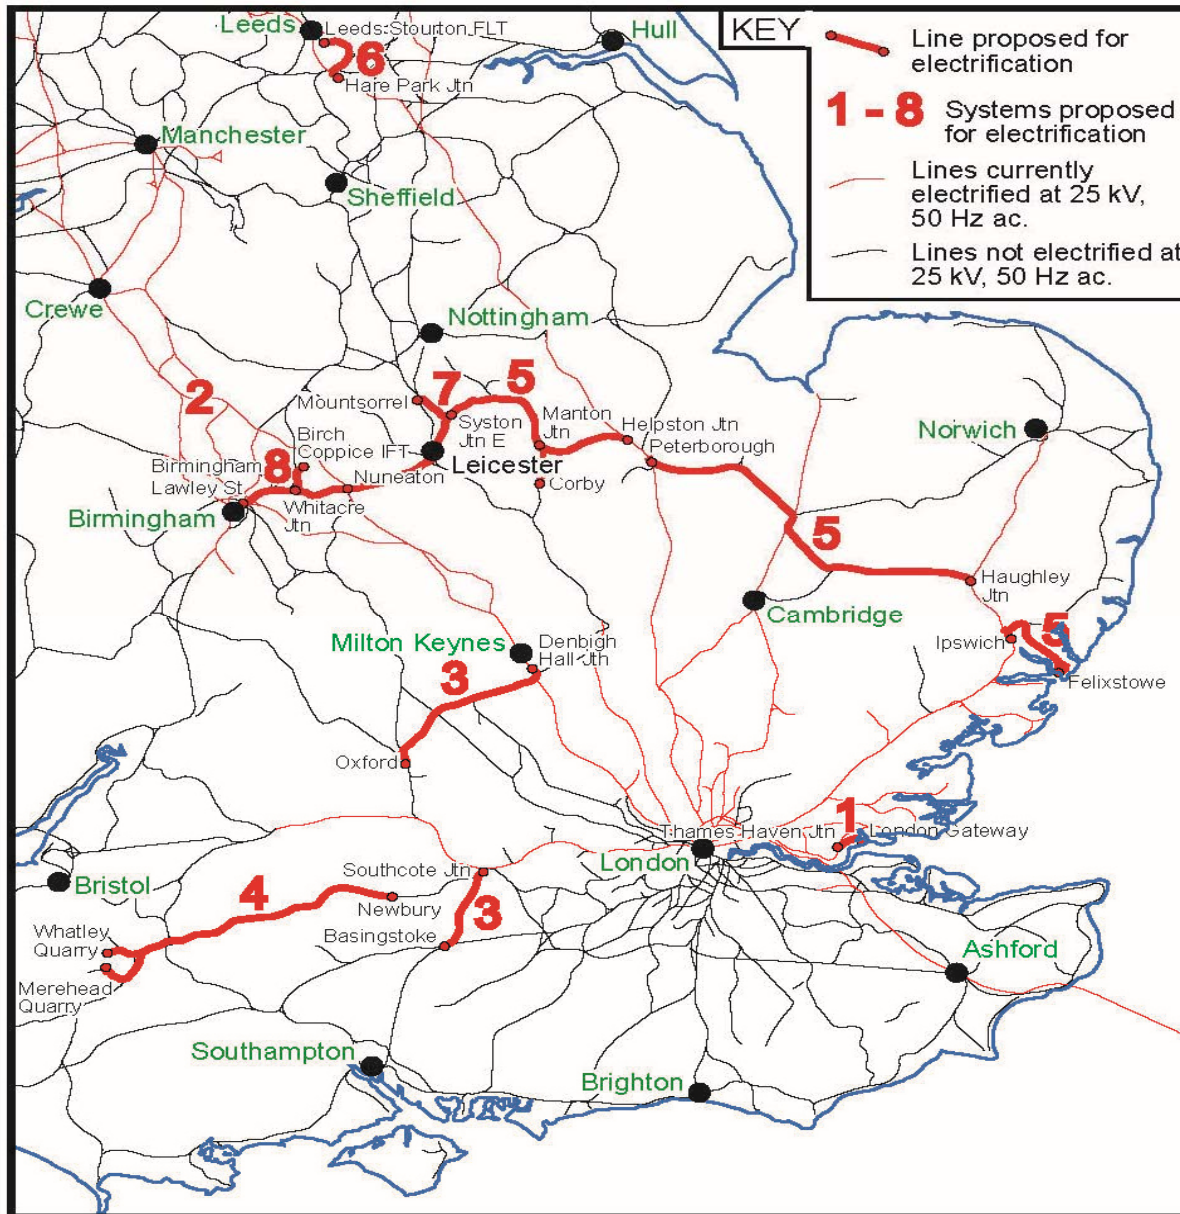 KEY
Line proposed for
electrification
1 - 8
Systems proposed
for electrification
Lines currently
electrified at 25 kV,
50 Hz ac.
Lines not electrified at
25 kV, 50 Hz ac.
Leeds
Leeds Stourton FLT
Hull
6
Hare Park Jtn
Manchester
Sheffield
Crewe
Nottingham
2
7
5
Mountsorrel
Syston
Jtn E
Manton
Jtn
Helpston Jtn
Peterborough
Norwich
Birch
Coppice IFT
Leicester
Birmingham
Lawley St
8
Nuneaton
Corby
Whitacre
Jtn
Birmingham
5
Haughley
Jtn
Cambridge
Ipswich
5
Felixstowe
Milton Keynes
Denbigh
Hall Jtn
3
Oxford
1
Thames Haven Jtn
London Gateway
London
Bristol
Southcote Jtn
4
Newbury
3
Basingstoke
Whatley
Quarry
Merehead
Quarry
Ashford
Southampton
Brighton